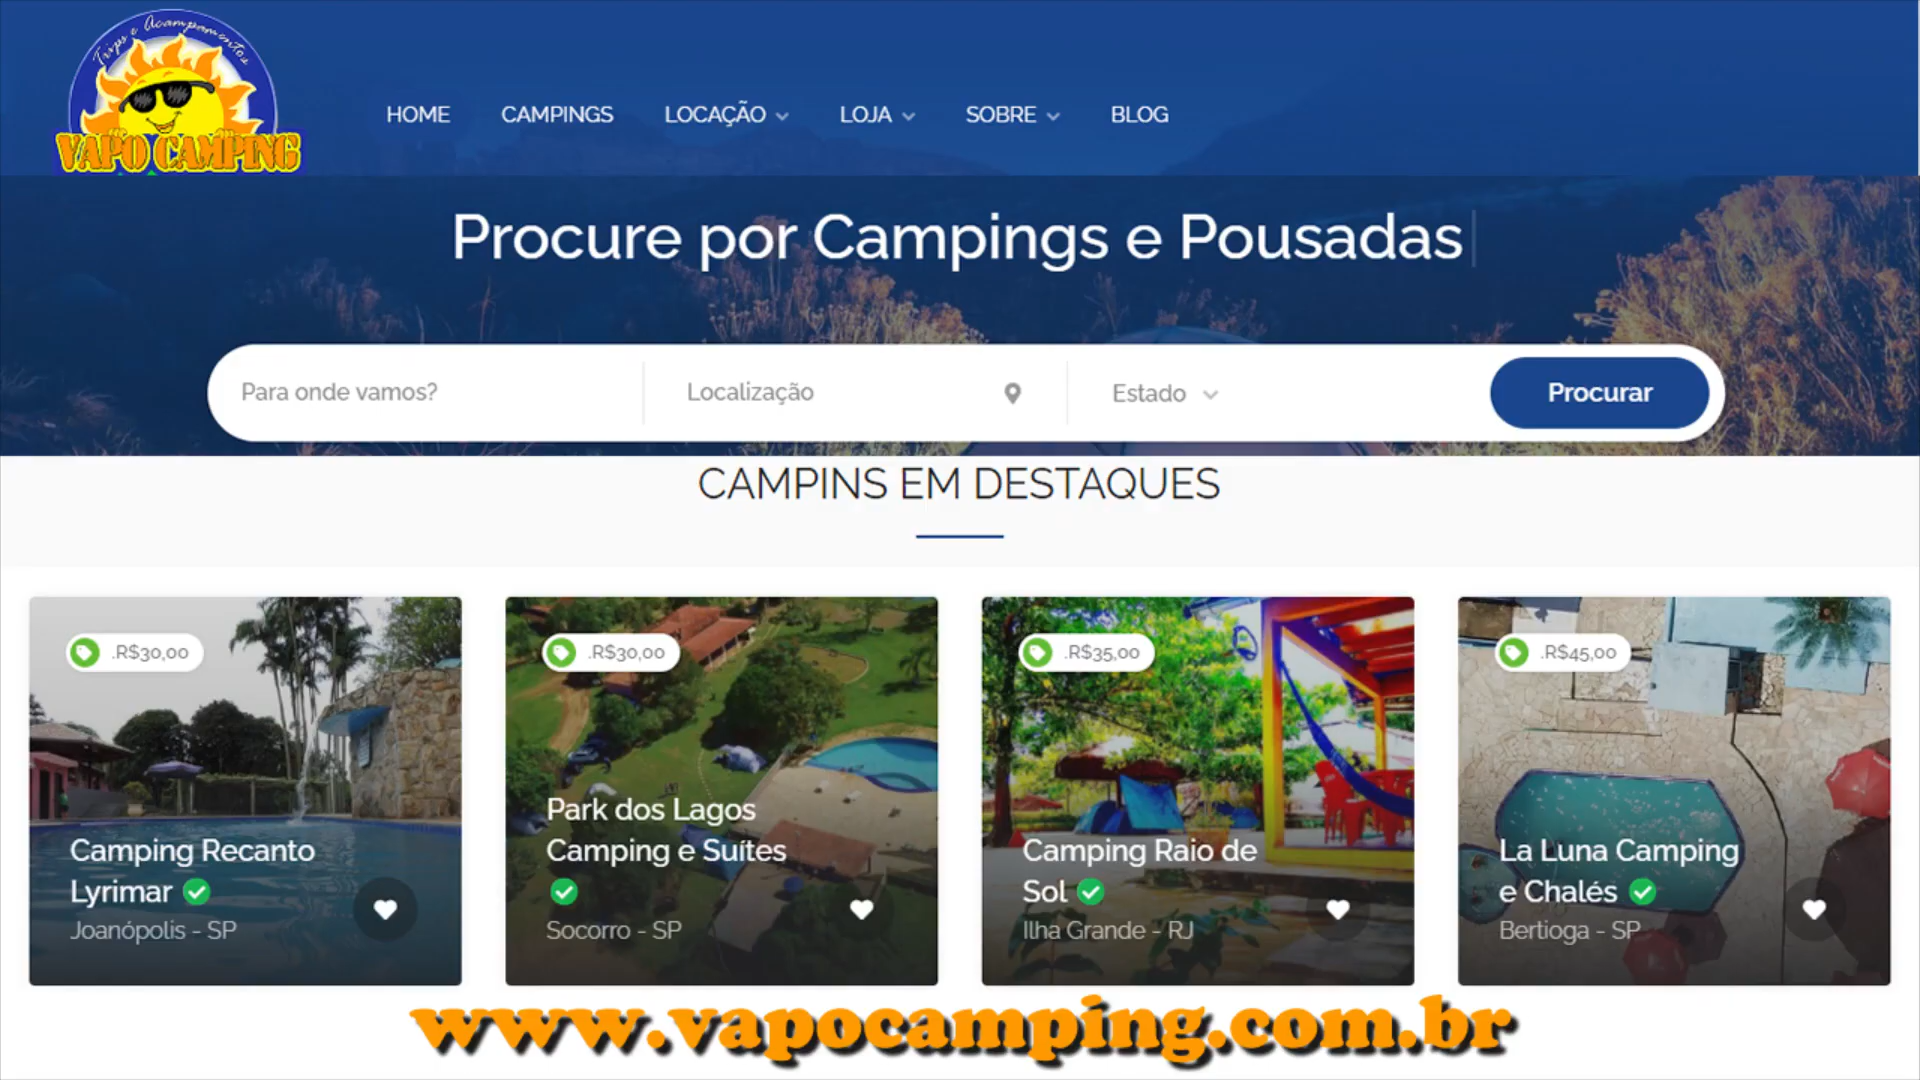 Trips e Acampamentos
VAPO CAMPING
HOME CAMPINGS LOCAÇÃO LOJA SOBRE BLOG
Procure por Campings e Pousadas
Para onde vamos? Localização Estado Procurar
CAMPINS EM DESTAQUES
.R$30,00
Camping Recanto
Lyrimar
Joanópolis - SP
.R$30,00
Park dos Lagos
Camping e Suítes
Socorro - SP
.R$35,00
Camping Raio de
Sol
Ilha Grande - RJ
.R$45,00
La Luna Camping
e Chalés
Bertioga - SP
www.vapocamping.com.br